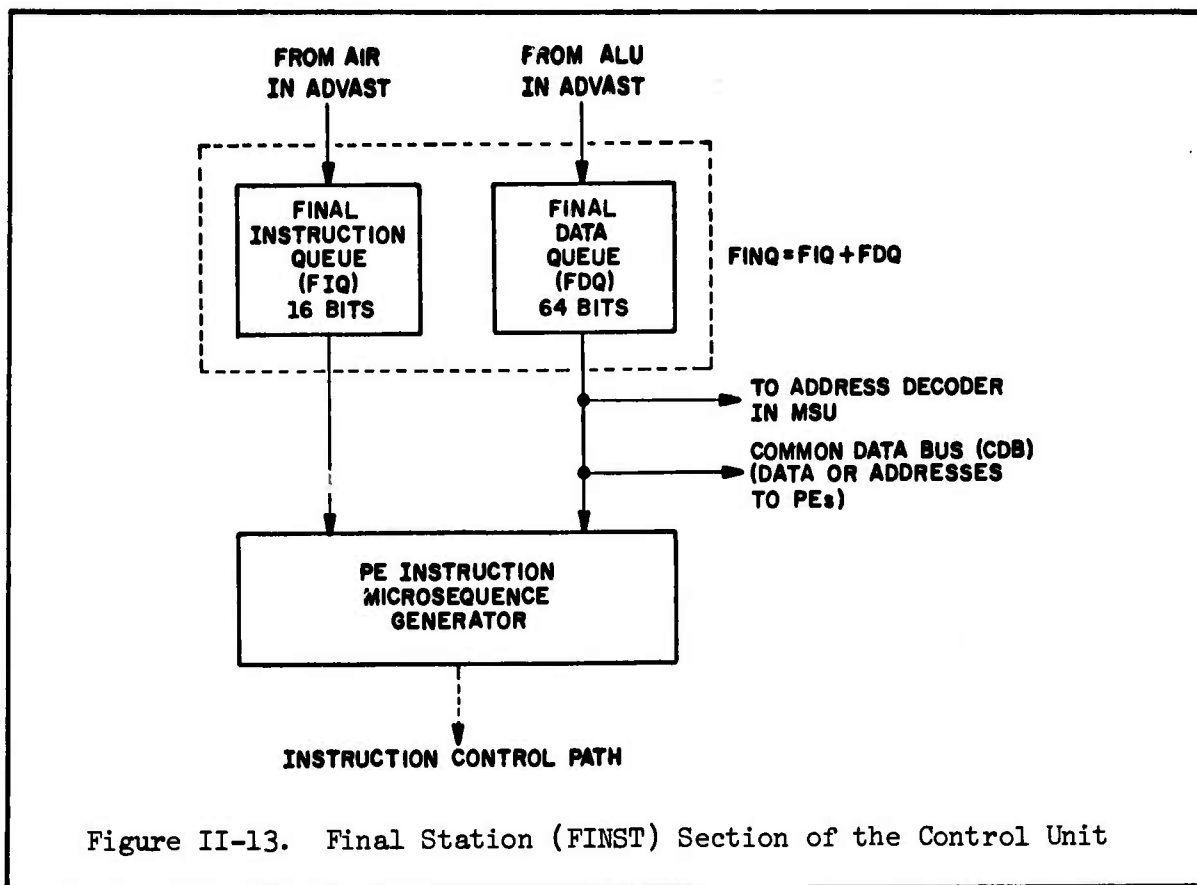 FROM AIR
IN ADVAST
FROM ALU
IN ADVAST
FINAL
INSTRUCTION
QUEUE
(FIQ)
16 BITS
FINAL
DATA
QUEUE
(FDQ)
64 BITS
FINQ=FIQ+FDQ
TO ADDRESS DECODER
IN MSU
COMMON DATA BUS (CDB)
(DATA OR ADDRESSES
TO PEs)
PE INSTRUCTION
MICROSEQUENCE
GENERATOR
INSTRUCTION CONTROL PATH
Figure II-13. Final Station (FINST) Section of the Control Unit